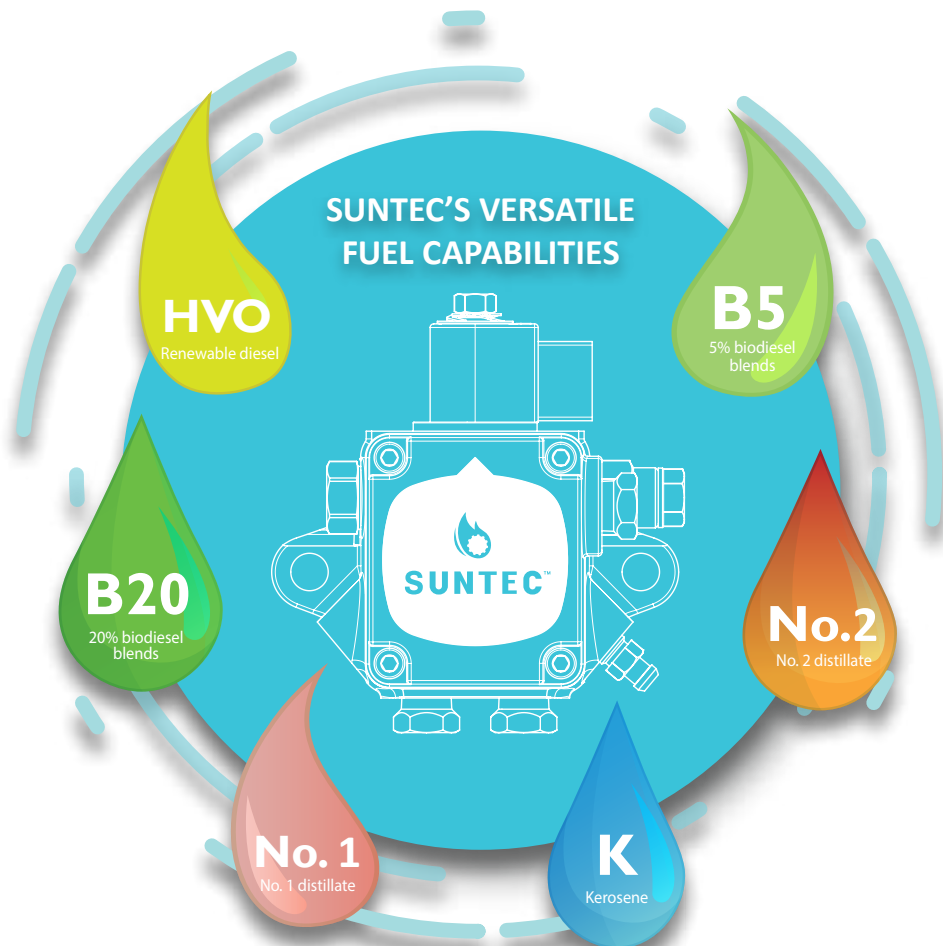 SUNTEC'S VERSATILE
FUEL CAPABILITIES
HVO
Renewable diesel
B5
5% biodiesel
blends
SUNTEC™
B20
20% biodiesel
blends
No.2
No. 2 distillate
No. 1
No. 1 distillate
K
Kerosene